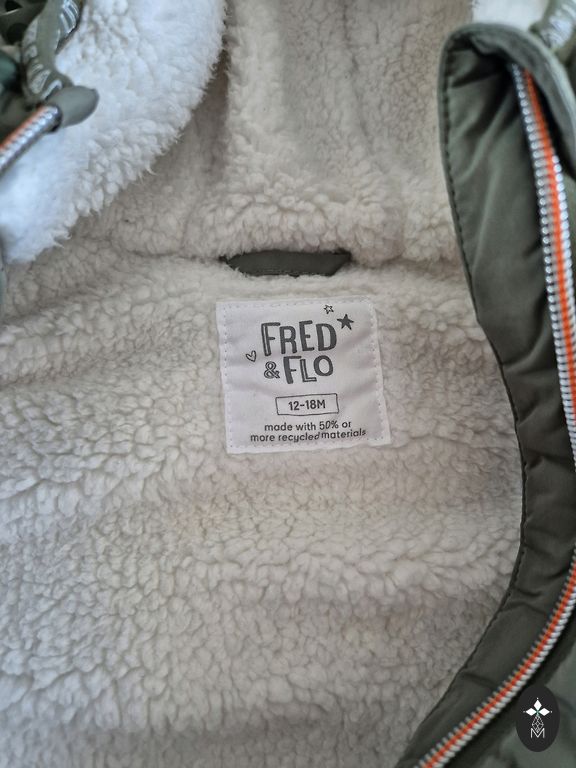 FRED
& FLO
12-18M
made with 50% or
more recycled materials